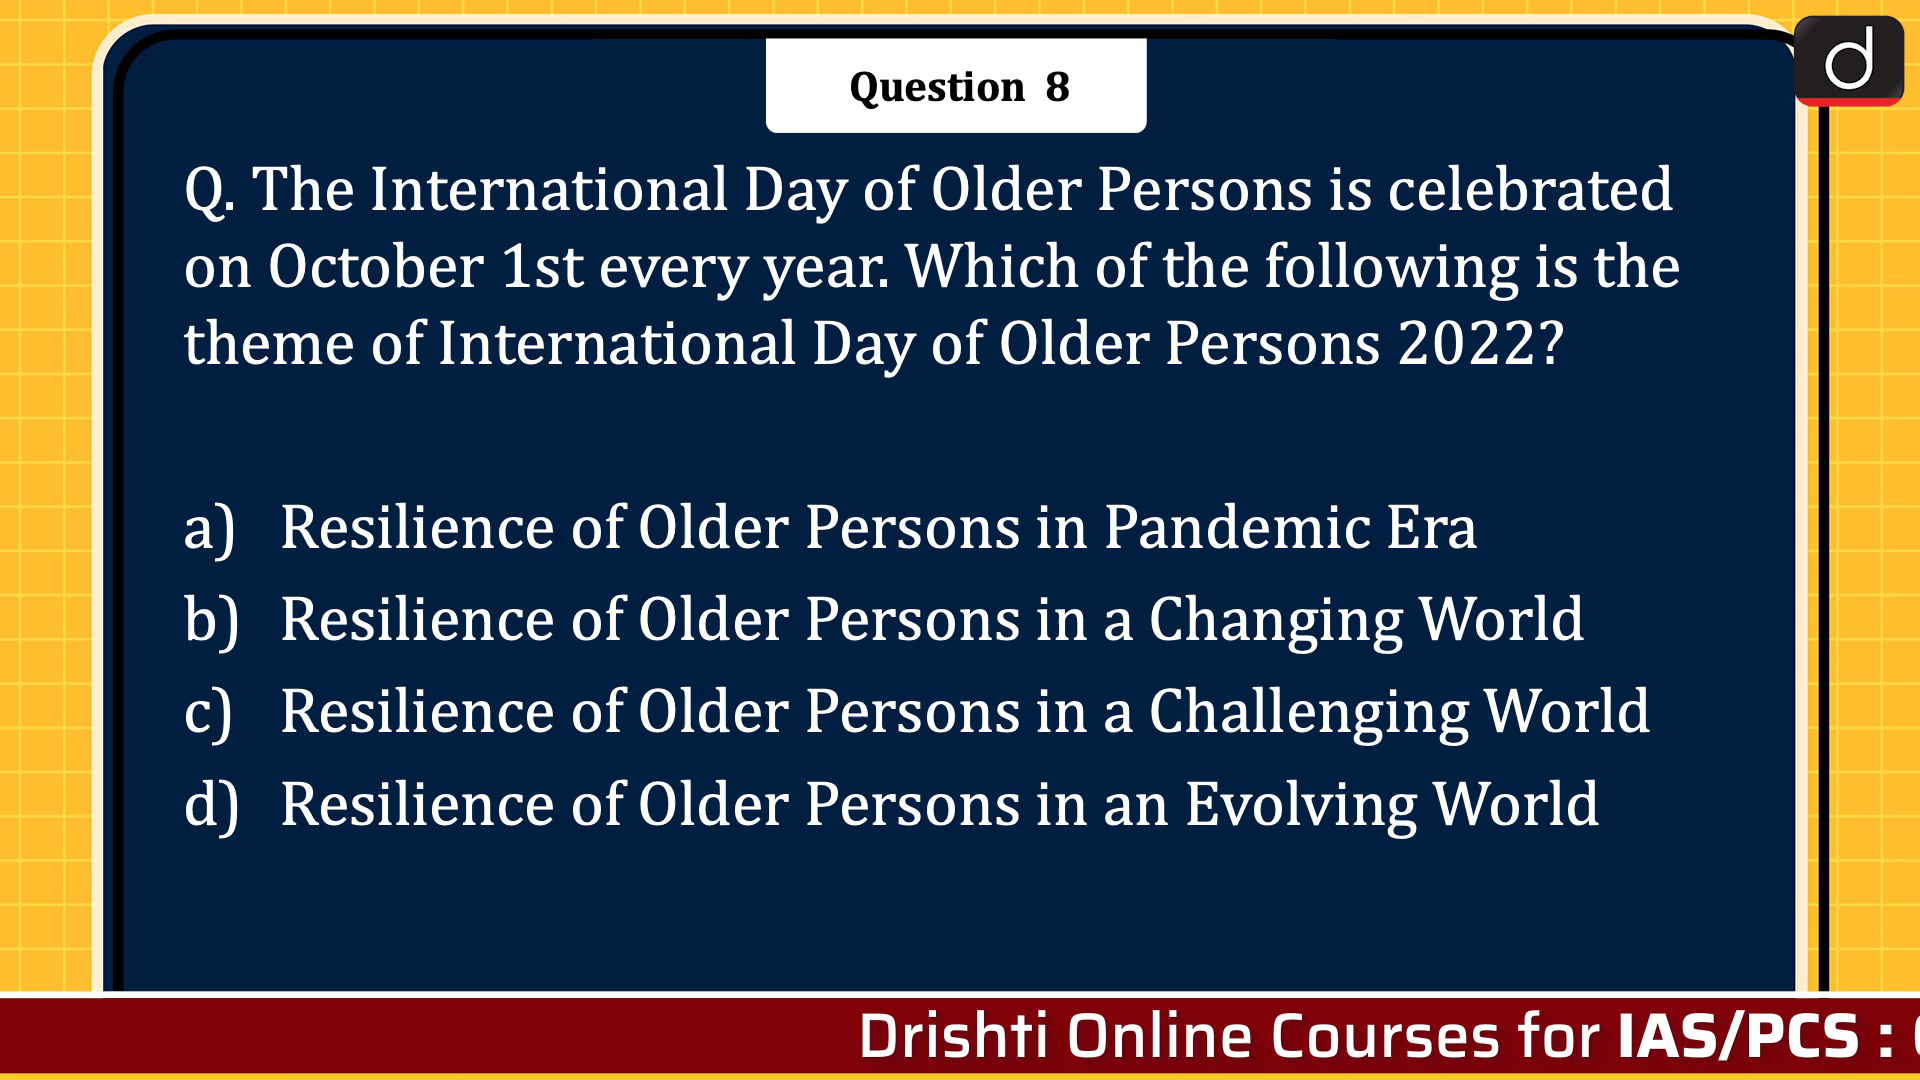 Question 8
d
Q. The International Day of Older Persons is celebrated
on October 1st every year. Which of the following is the
theme of International Day of Older Persons 2022?
a) Resilience of Older Persons in Pandemic Era
b) Resilience of Older Persons in a Changing World
c) Resilience of Older Persons in a Challenging World
d) Resilience of Older Persons in an Evolving World
Drishti Online Courses for IAS/PCS :